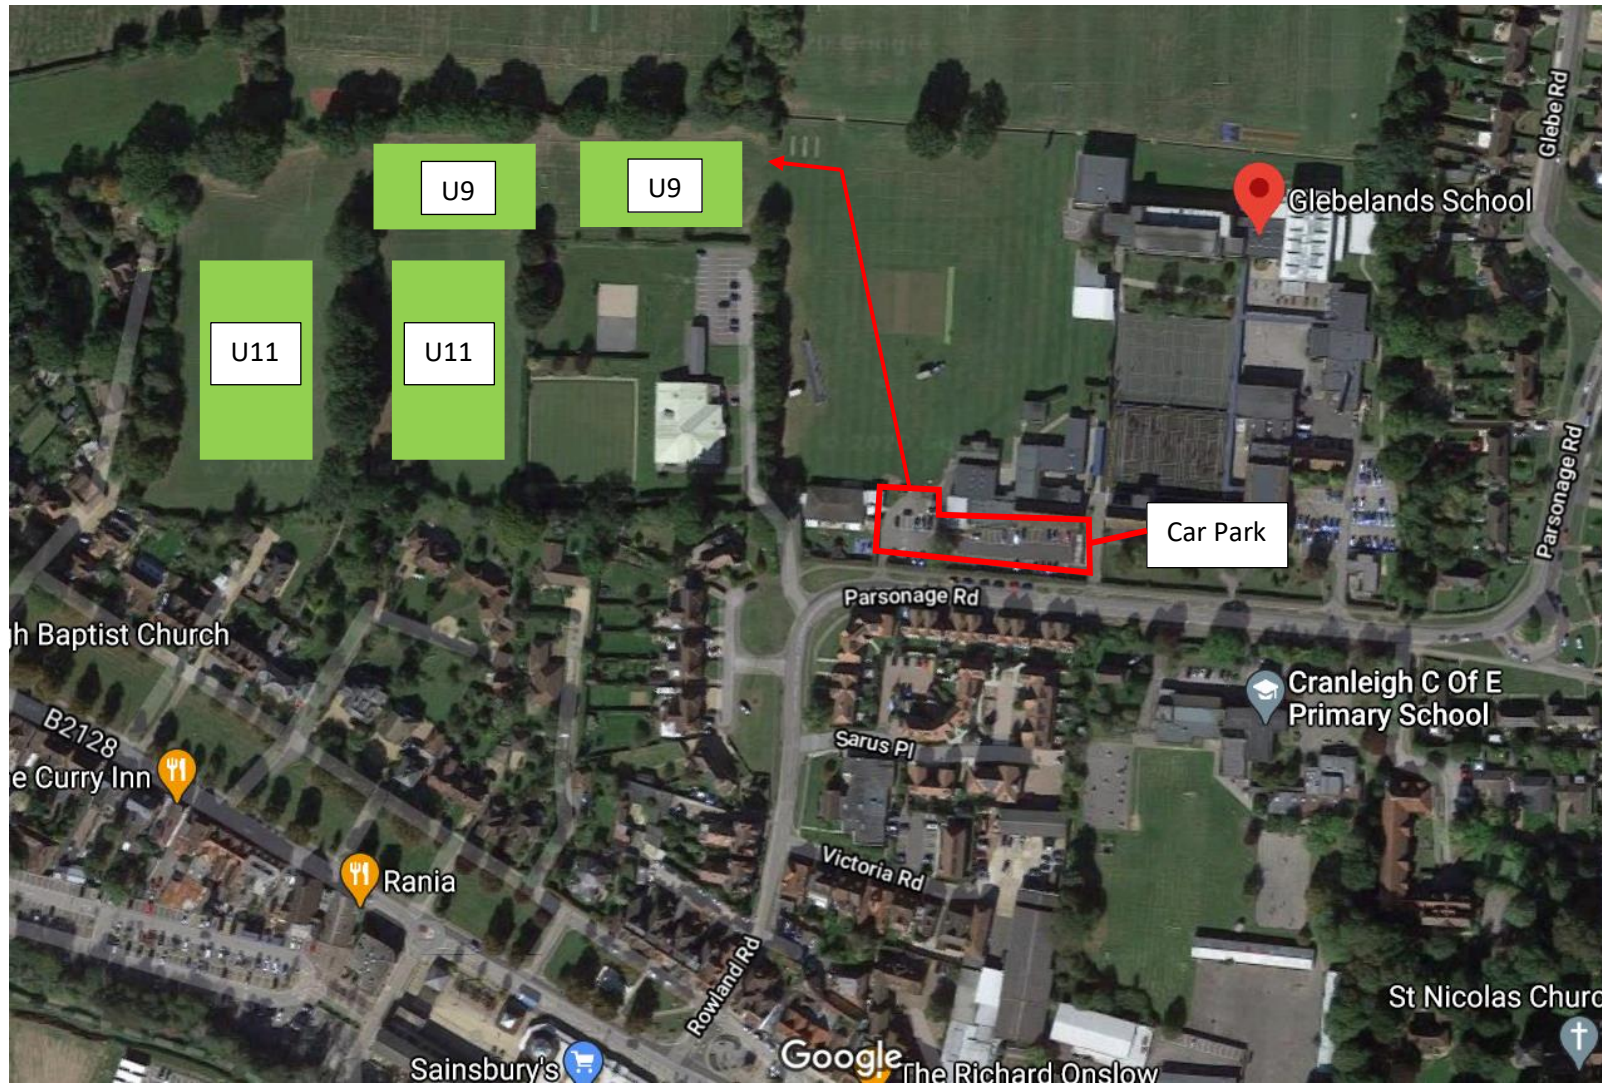 Glebe Rd
U9
U9
Glebelands School
U11
U11
Parsonage Rd
Car Park
Parsonage Rd
gh Baptist Church
Cranleigh C Of E
Primary School
B2128
Sarus Pl
e Curry Inn
Victoria Rd
Rania
Rowland Rd
St Nicolas Churc
Google
Sainsbury's
The Richard Onslow